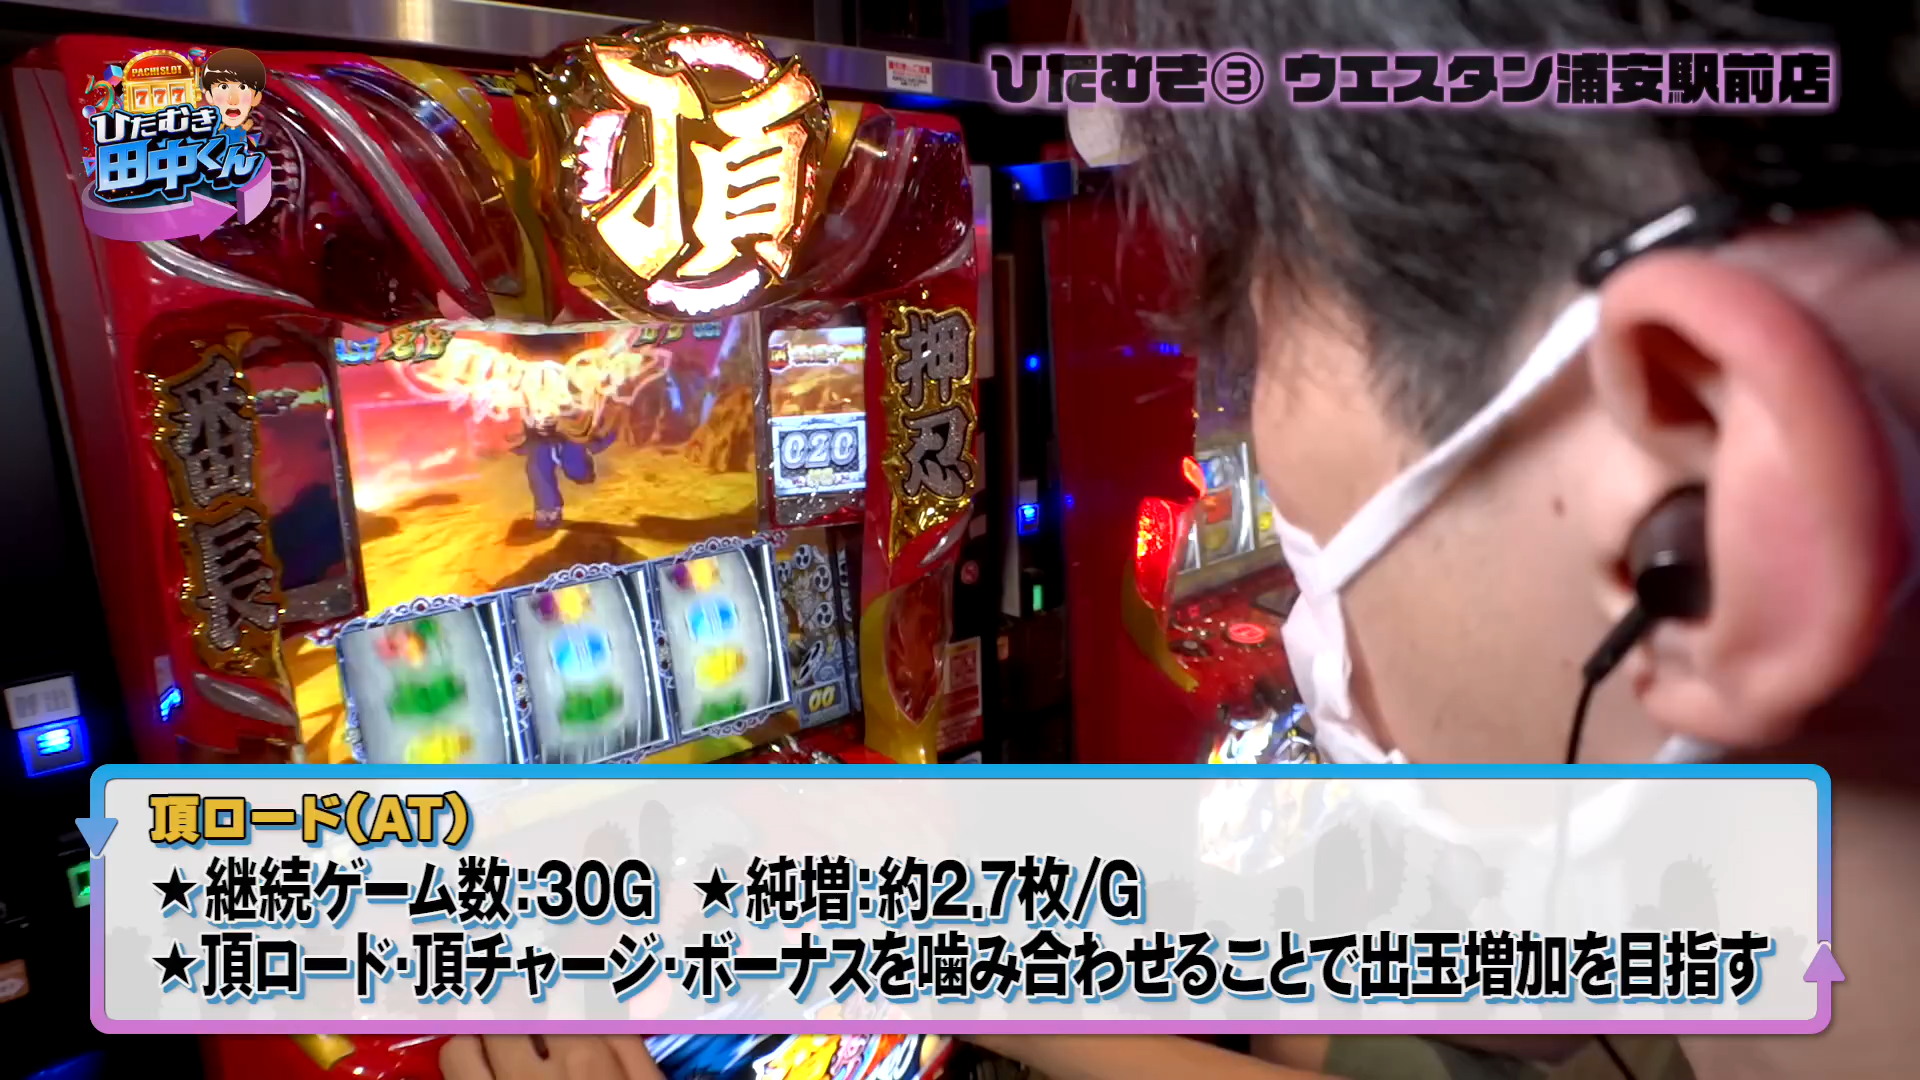 PACHISLOT
777
ひたむき
田中くん
ひたむき③ ウエスタン浦安駅前店
頂
番長
押忍
020
00
頂ロード(AT)
★継続ゲーム数:30G ★純増:約2.7枚/G
★頂ロード・頂チャージ・ボーナスを噛み合わせることで出玉増加を目指す